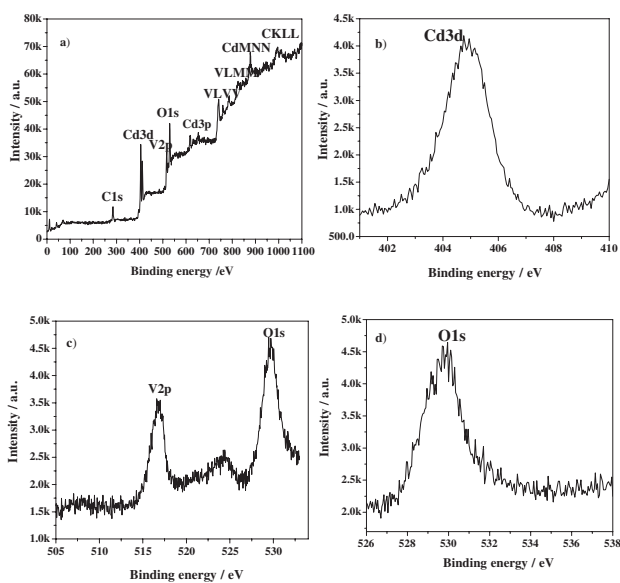 a)
CKLL
CdMNN
VLMM
VLVV
O1s
Cd3d
V2p
Cd3p
C1s
80k
70k
60k
50k
40k
30k
20k
10k
0
0 100 200 300 400 500 600 700 800 900 1000 1100
Intensity / a.u.
Binding energy /eV
b)
Cd3d
4.5k
4.0k
3.5k
3.0k
2.5k
2.0k
1.5k
1.0k
500.0
402 404 406 408 410
Intensity / a.u.
Binding energy / eV
c)
V2p
O1s
5.0k
4.5k
4.0k
3.5k
3.0k
2.5k
2.0k
1.5k
1.0k
505 510 515 520 525 530
Intensity / a.u.
Binding energy / eV
d)
O1s
5.0k
4.5k
4.0k
3.5k
3.0k
2.5k
2.0k
526 528 530 532 534 536 538
Intensity / a.u.
Binding energy / eV